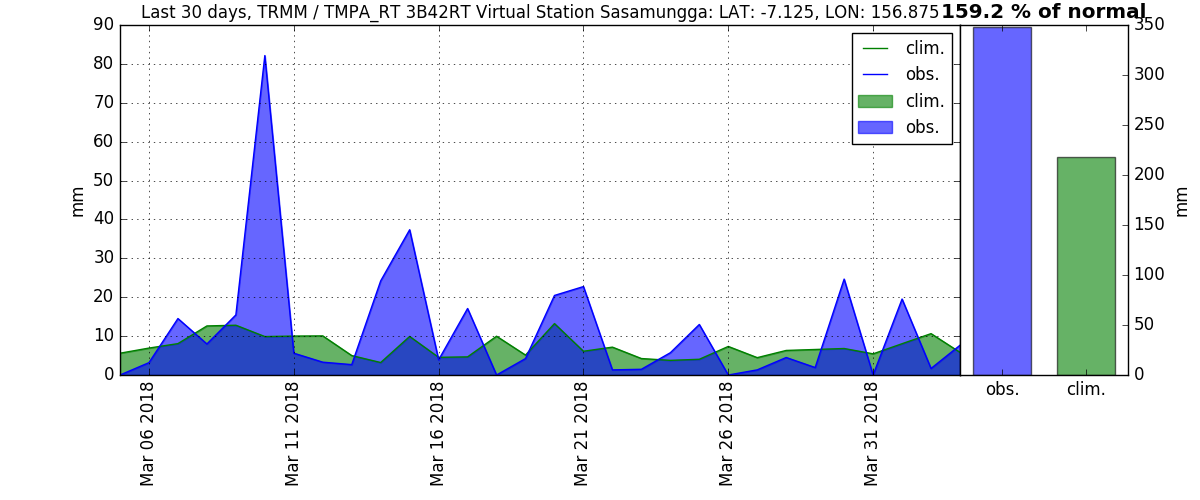 Last 30 days, TRMM / TMPA_RT 3B42RT Virtual Station Sasamungga: LAT: -7.125, LON: 156.875
159.2 % of normal
90
80
70
60
50
40
30
20
10
0
mm
clim.
obs.
clim.
obs.
Mar 06 2018
Mar 11 2018
Mar 16 2018
Mar 21 2018
Mar 26 2018
Mar 31 2018
350
300
250
200
150
100
50
0
mm
obs.
clim.